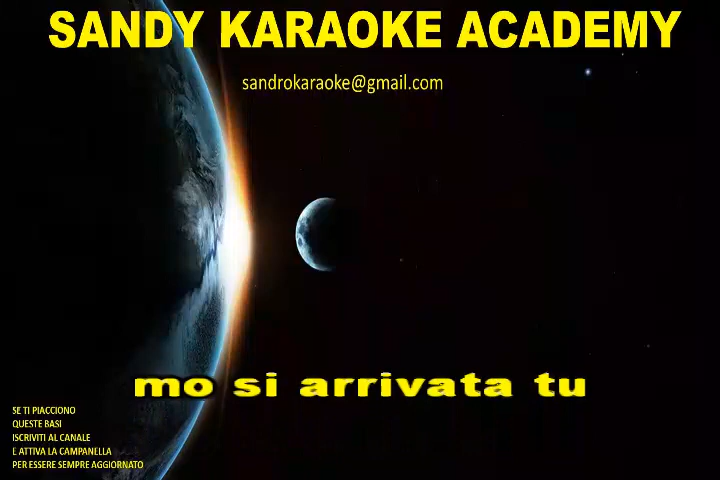 SANDY KARAOKE ACADEMY
sandrokaraoke@gmail.com
mo si arrivata tu
SE TI PIACCIONO
QUESTE BASI
ISCRIVITI AL CANALE
E ATTIVA LA CAMPANELLA
PER ESSERE SEMPRE AGGIORNATO